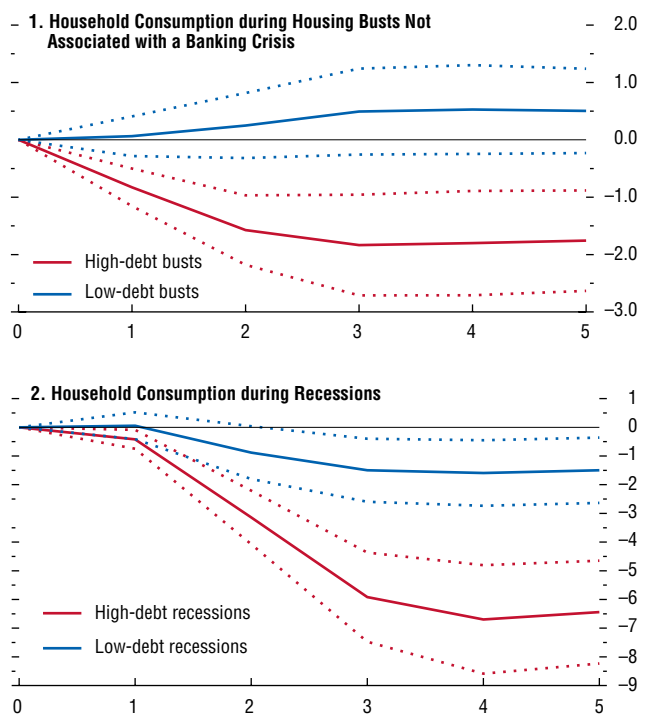 1. Household Consumption during Housing Busts Not
Associated with a Banking Crisis
2.0
1.0
0.0
–1.0
–2.0
–3.0
High-debt busts
Low-debt busts
0 1 2 3 4 5
2. Household Consumption during Recessions
1
0
–1
–2
–3
–4
–5
–6
–7
–8
–9
High-debt recessions
Low-debt recessions
0 1 2 3 4 5